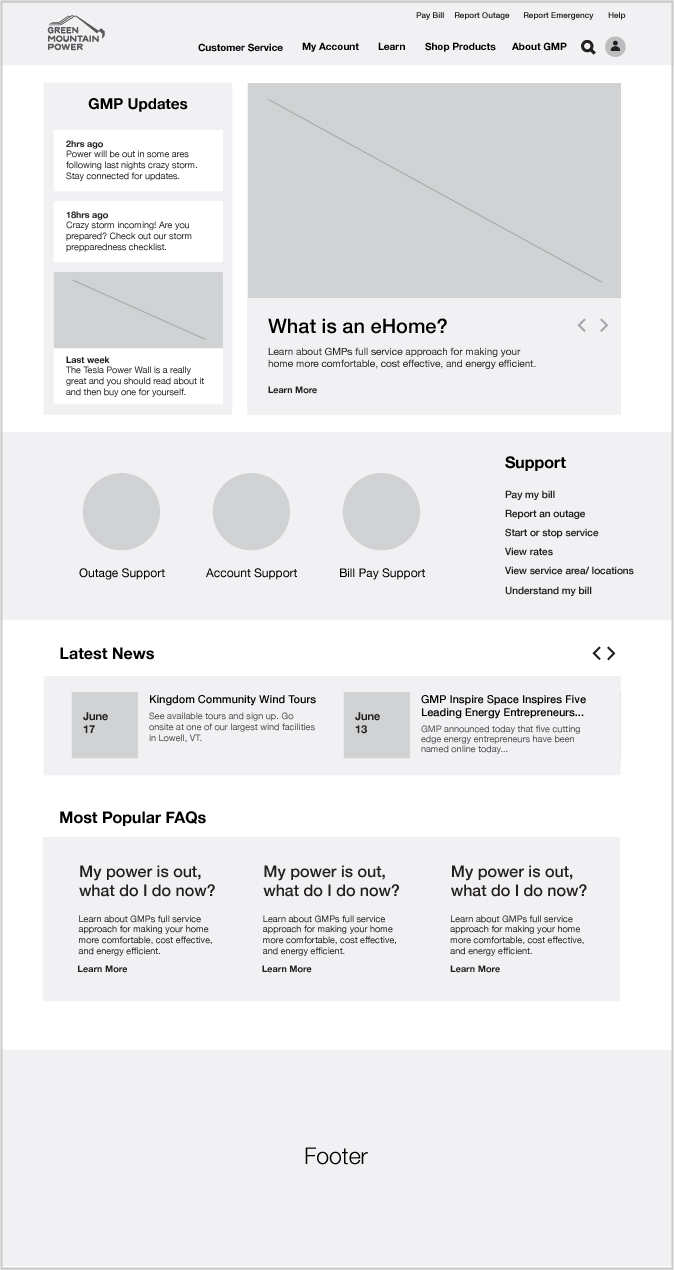 GREEN
MOUNTAIN
POWER
Pay Bill Report Outage Report Emergency Help
Customer Service My Account Learn Shop Products About GMP
GMP Updates
2hrs ago
Power will be out in some ares
following last nights crazy storm.
Stay connected for updates.
18hrs ago
Crazy storm incoming! Are you
prepared? Check out our storm
prepparedness checklist.
Last week
The Tesla Power Wall is a really
great and you should read about it
and then buy one for yourself.
What is an eHome?
Learn about GMPs full service approach for making your
home more comfortable, cost effective, and energy efficient.
Learn More
Outage Support
Account Support
Bill Pay Support
Support
Pay my bill
Report an outage
Start or stop service
View rates
View service area/ locations
Understand my bill
Latest News
June
17
Kingdom Community Wind Tours
See available tours and sign up. Go
onsite at one of our largest wind facilities
in Lowell, VT.
June
13
GMP Inspire Space Inspires Five
Leading Energy Entrepreneurs...
GMP announced today that five cutting
edge energy entrepreneurs have been
named online today...
Most Popular FAQs
My power is out,
what do I do now?
Learn about GMPs full service
approach for making your home
more comfortable, cost effective,
and energy efficient.
Learn More
My power is out,
what do I do now?
Learn about GMPs full service
approach for making your home
more comfortable, cost effective,
and energy efficient.
Learn More
My power is out,
what do I do now?
Learn about GMPs full service
approach for making your home
more comfortable, cost effective,
and energy efficient.
Learn More
Footer